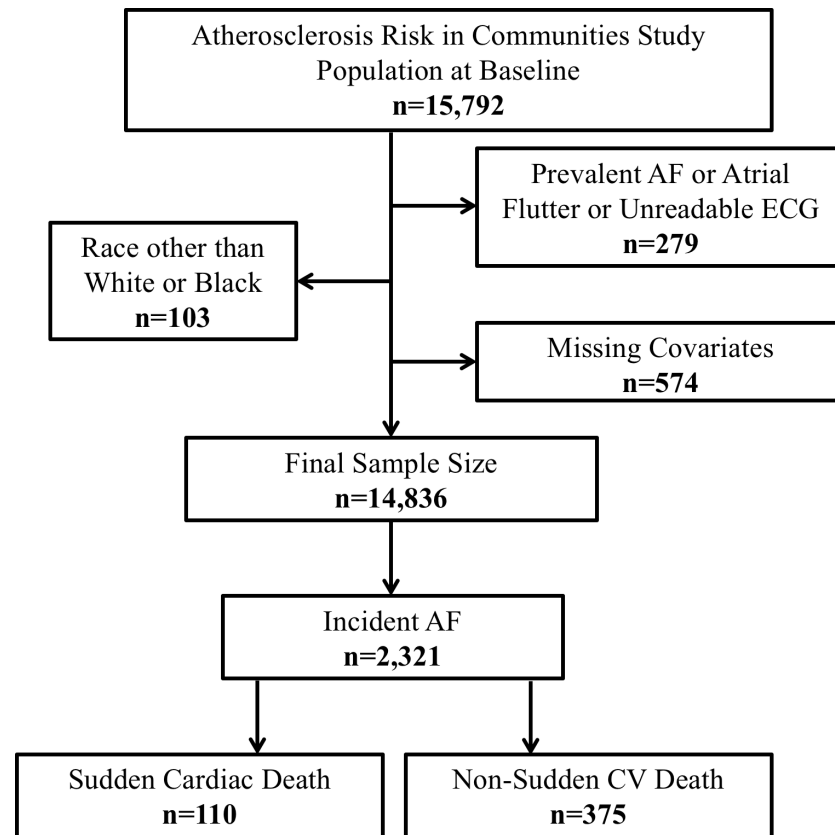 Atherosclerosis Risk in Communities Study
Population at Baseline
n=15,792
Prevalent AF or Atrial
Flutter or Unreadable ECG
n=279
Race other than
White or Black
n=103
Missing Covariates
n=574
Final Sample Size
n=14,836
Incident AF
n=2,321
Sudden Cardiac Death
n=110
Non-Sudden CV Death
n=375